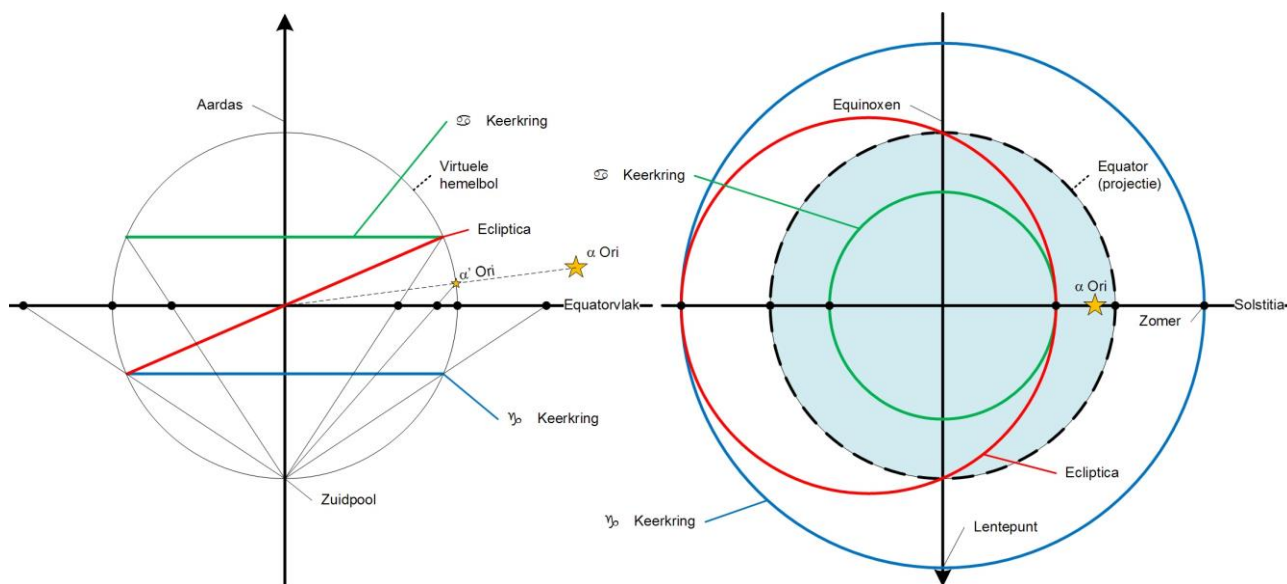 Aardas
♋ Keerkring
Virtuele
hemelbol
Ecliptica
α Ori
α' Ori
Equatorvlak
♑ Keerkring
Zuidpool
Equinoxen
♋ Keerkring
Equator
(projectie)
α Ori
Zomer
Solstitia
Ecliptica
♑ Keerkring
Lentepunt